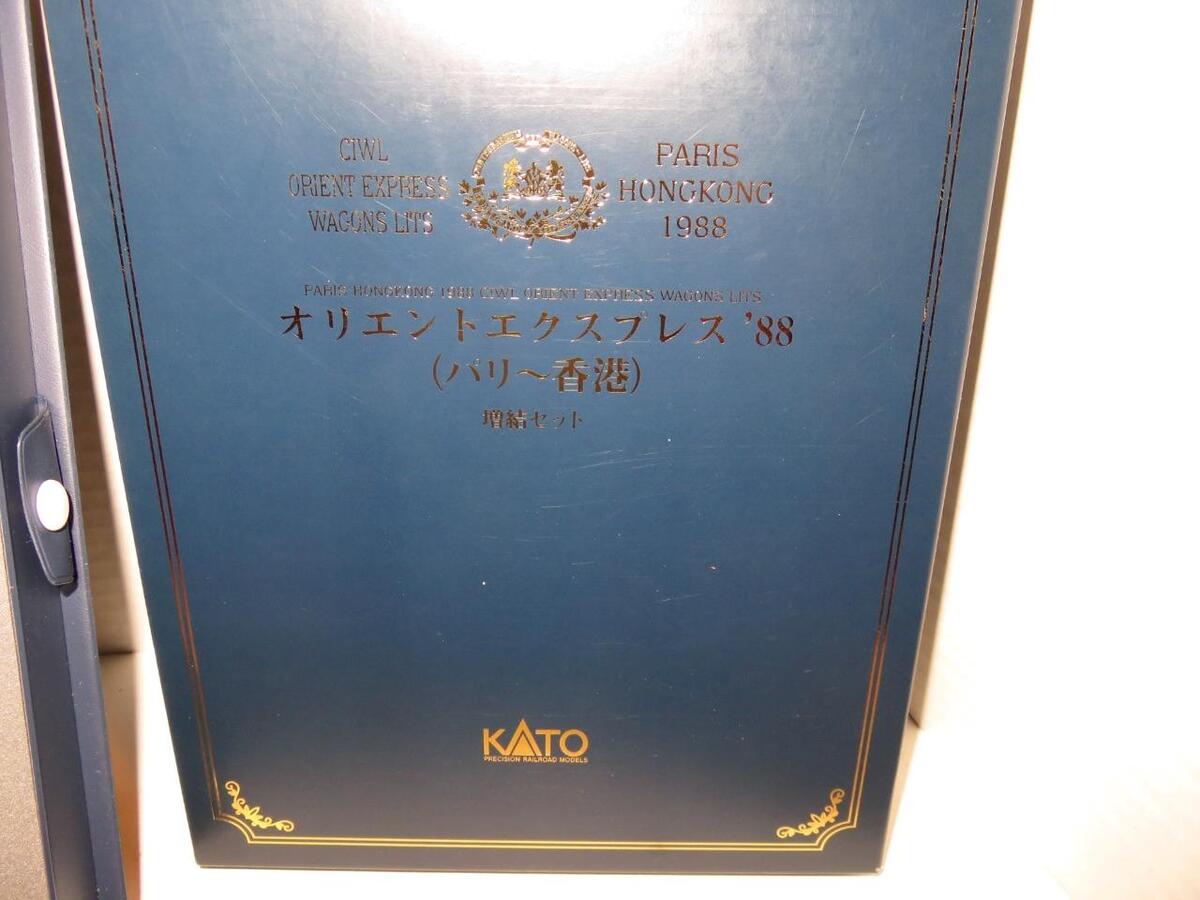 CIWL
ORIENT EXPRESS
WAGONS LITS
PARIS
HONGKONG
1988
PARIS HONGKONG 1988 CIWL ORIENT EXPRESS WAGONS LITS
オリエントエクスプレス '88
(パリ～香港)
増結セット
KATO
PRECISION RAILROAD MODELS